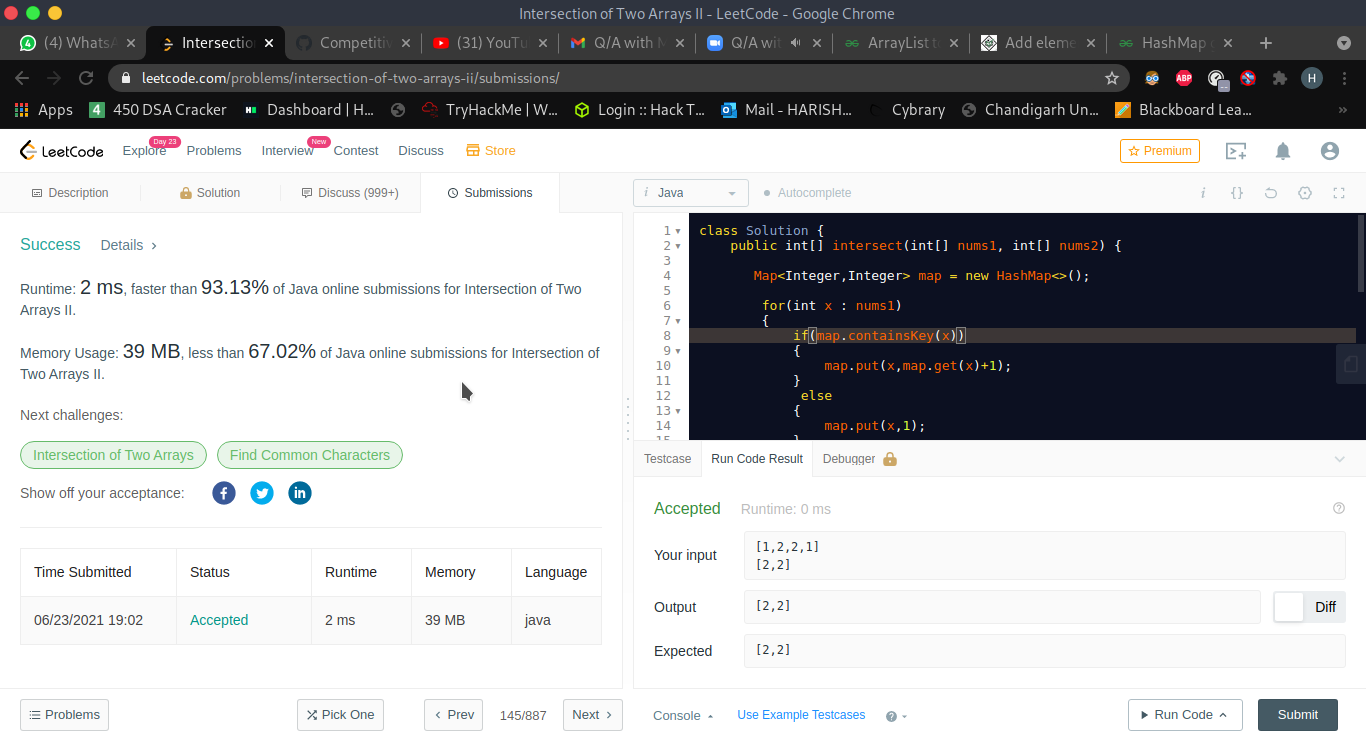 Intersection of Two Arrays II - LeetCode - Google Chrome
(4) WhatsA
Intersectio
Competitiv
(31) YouTu
Q/A with M
Q/A wit
ArrayList to
Add eleme
HashMap g
leetcode.com/problems/intersection-of-two-arrays-ii/submissions/
ABP
H
Apps
4 450 DSA Cracker
Dashboard | H...
TryHackMe | W...
Login :: Hack T...
Mail - HARISH...
Cybrary
Chandigarh Un...
Blackboard Lea...
»
LeetCode
Explore Day 23
Problems
Interview New
Contest
Discuss
Store
Premium
Description
Solution
Discuss (999+)
Submissions
i Java
Autocomplete
i {}
Success Details >
Runtime: 2 ms, faster than 93.13% of Java online submissions for Intersection of Two
Arrays II.
Memory Usage: 39 MB, less than 67.02% of Java online submissions for Intersection of
Two Arrays II.
Next challenges:
Intersection of Two Arrays
Find Common Characters
Show off your acceptance:
Time Submitted Status Runtime Memory Language
06/23/2021 19:02 Accepted 2 ms 39 MB java
1 class Solution {
2 public int[] intersect(int[] nums1, int[] nums2) {
3
4 Map<Integer,Integer> map = new HashMap<>();
5
6 for(int x : nums1)
7 {
8 if(map.containsKey(x))
9 {
10 map.put(x,map.get(x)+1);
11 }
12 else
13 {
14 map.put(x,1);
15 }
Testcase
Run Code Result
Debugger
Accepted Runtime: 0 ms
Your input
[1,2,2,1]
[2,2]
Output
[2,2]
Diff
Expected
[2,2]
Problems
Pick One
< Prev
145/887
Next >
Console
Use Example Testcases
Run Code
Submit